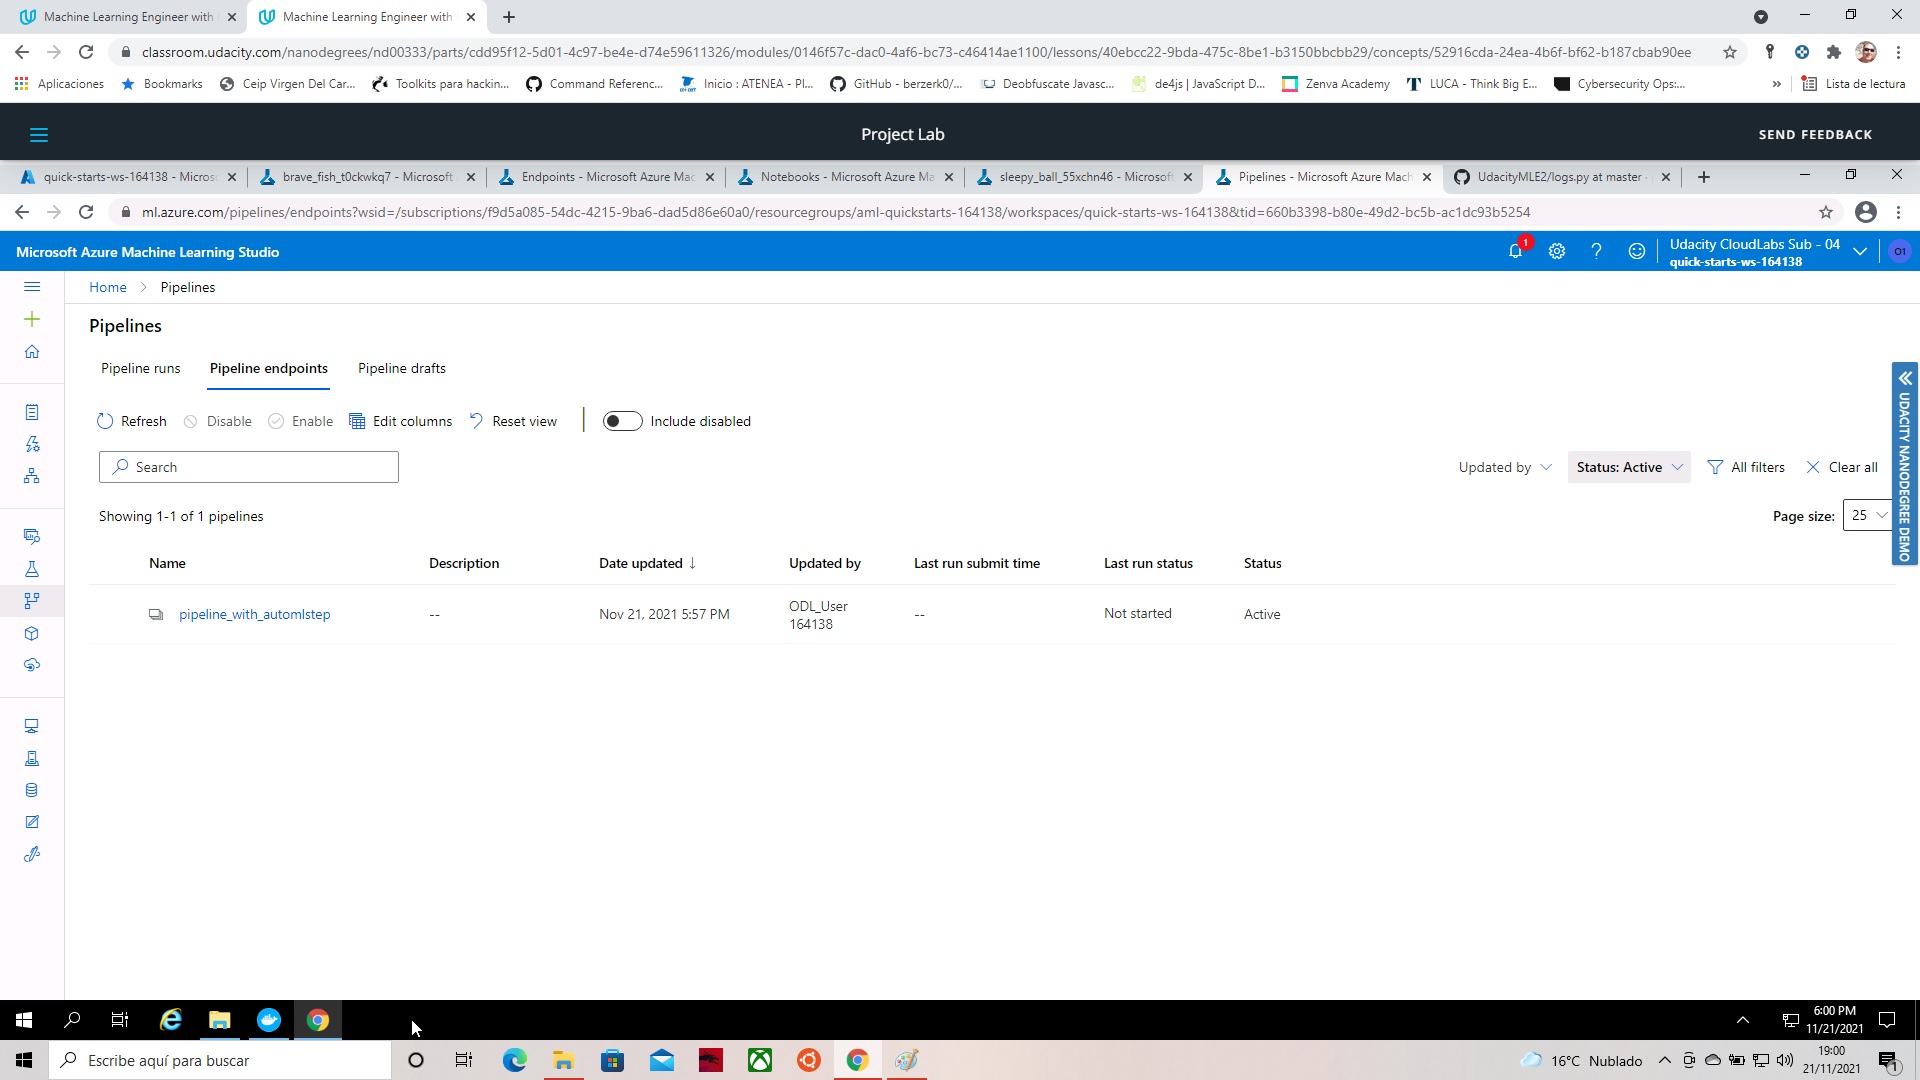 Machine Learning Engineer with
Machine Learning Engineer with
classroom.udacity.com/nanodegrees/nd00333/parts/cdd95f12-5d01-4c97-be4e-d74e59611326/modules/0146f57c-dac0-4af6-bc73-c46414ae1100/lessons/40ebcc22-9bda-475c-8be1-b3150bbcbb29/concepts/52916cda-24ea-4b6f-bf62-b187cbab90ee
Aplicaciones Bookmarks Ceip Virgen Del Car... Toolkits para hackin... Command Referenc... Inicio : ATENEA - Pl... GitHub - berzerk0/... Deobfuscate Javasc... de4js | JavaScript D... Zenva Academy LUCA - Think Big E... Cybersecurity Ops:... » Lista de lectura
Project Lab
SEND FEEDBACK
quick-starts-ws-164138 - Micros brave_fish_t0ckwkq7 - Microsoft Endpoints - Microsoft Azure Mac Notebooks - Microsoft Azure Ma sleepy_ball_55xchn46 - Microsoft Pipelines - Microsoft Azure Mach UdacityMLE2/logs.py at master -
ml.azure.com/pipelines/endpoints?wsid=/subscriptions/f9d5a085-54dc-4215-9ba6-dad5d86e60a0/resourcegroups/aml-quickstarts-164138/workspaces/quick-starts-ws-164138&tid=660b3398-b80e-49d2-bc5b-ac1dc93b5254
Microsoft Azure Machine Learning Studio
1
Udacity CloudLabs Sub - 04
quick-starts-ws-164138
O1
Home > Pipelines
Pipelines
Pipeline runs Pipeline endpoints Pipeline drafts
Refresh Disable Enable Edit columns Reset view Include disabled
Search
Updated by Status: Active All filters Clear all
Showing 1-1 of 1 pipelines
Page size: 25
UDACITY NANODEGREE DEMO
Name Description Date updated ↓ Updated by Last run submit time Last run status Status
pipeline_with_automlstep -- Nov 21, 2021 5:57 PM ODL_User 164138 -- Not started Active
6:00 PM
11/21/2021
Escribe aquí para buscar
16°C Nublado
19:00
21/11/2021
1